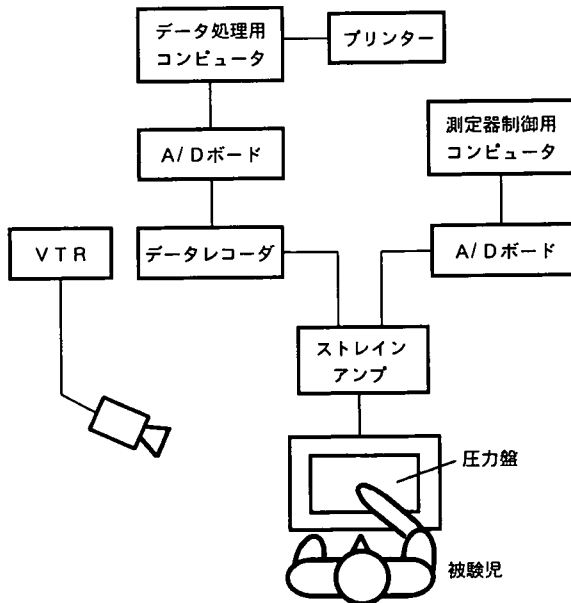 データ処理用
コンピュータ
プリンター
A/Dボード
測定器制御用
コンピュータ
VTR
データレコーダ
A/Dボード
ストレイン
アンプ
圧力盤
被験児